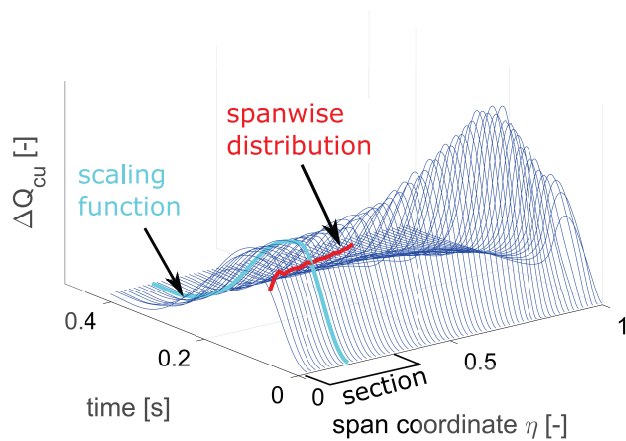 spanwise
distribution
scaling
function
ΔQcu [-]
0.4
0.2
0
0
0.5
1
section
time [s]
span coordinate η [-]